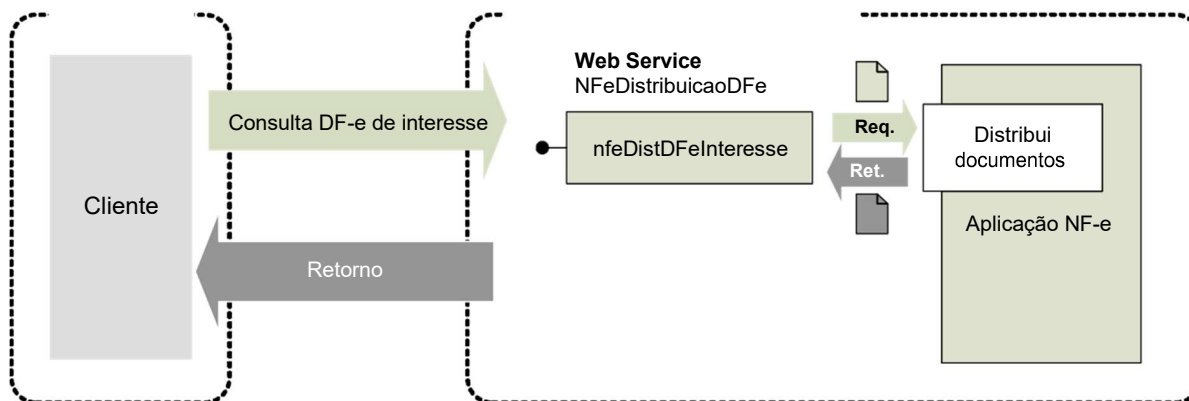 Cliente
Consulta DF-e de interesse
Retorno
Web Service
NFeDistribuicaoDFe
nfeDistDFeInteresse
Req.
Ret.
Distribui
documentos
Aplicação NF-e